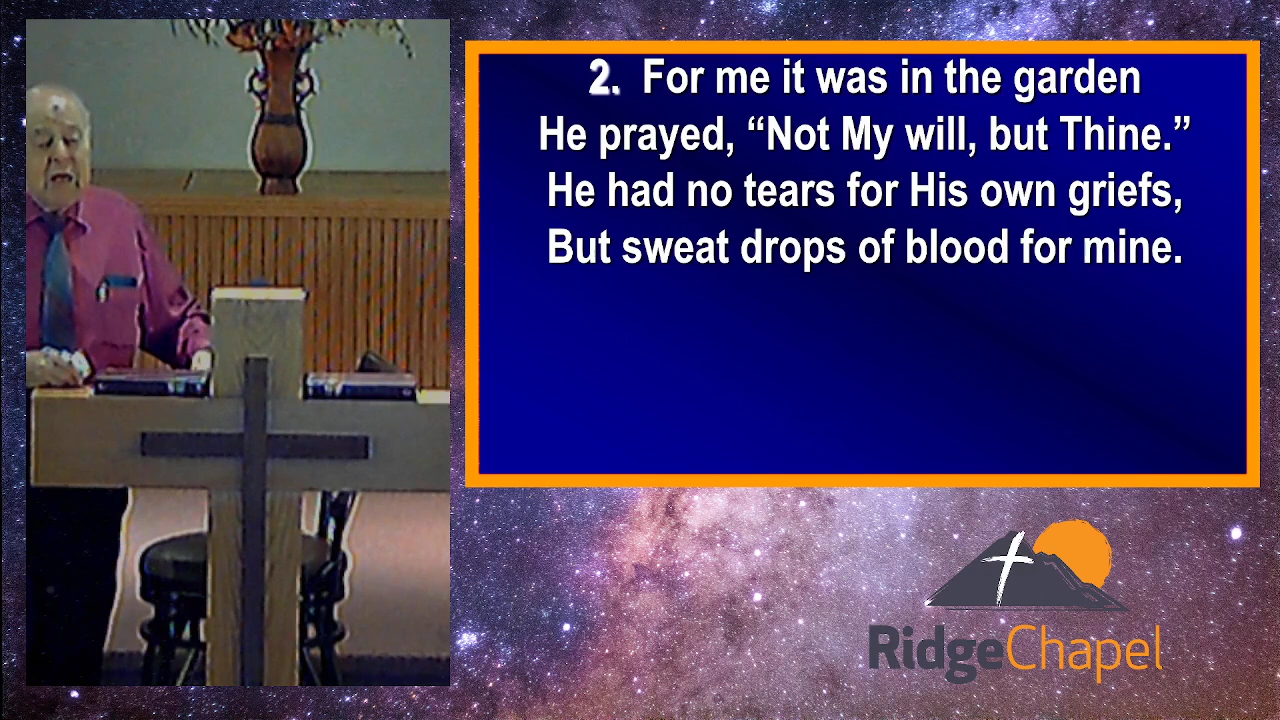 2. For me it was in the garden
He prayed, “Not My will, but Thine.”
He had no tears for His own griefs,
But sweat drops of blood for mine.
RidgeChapel